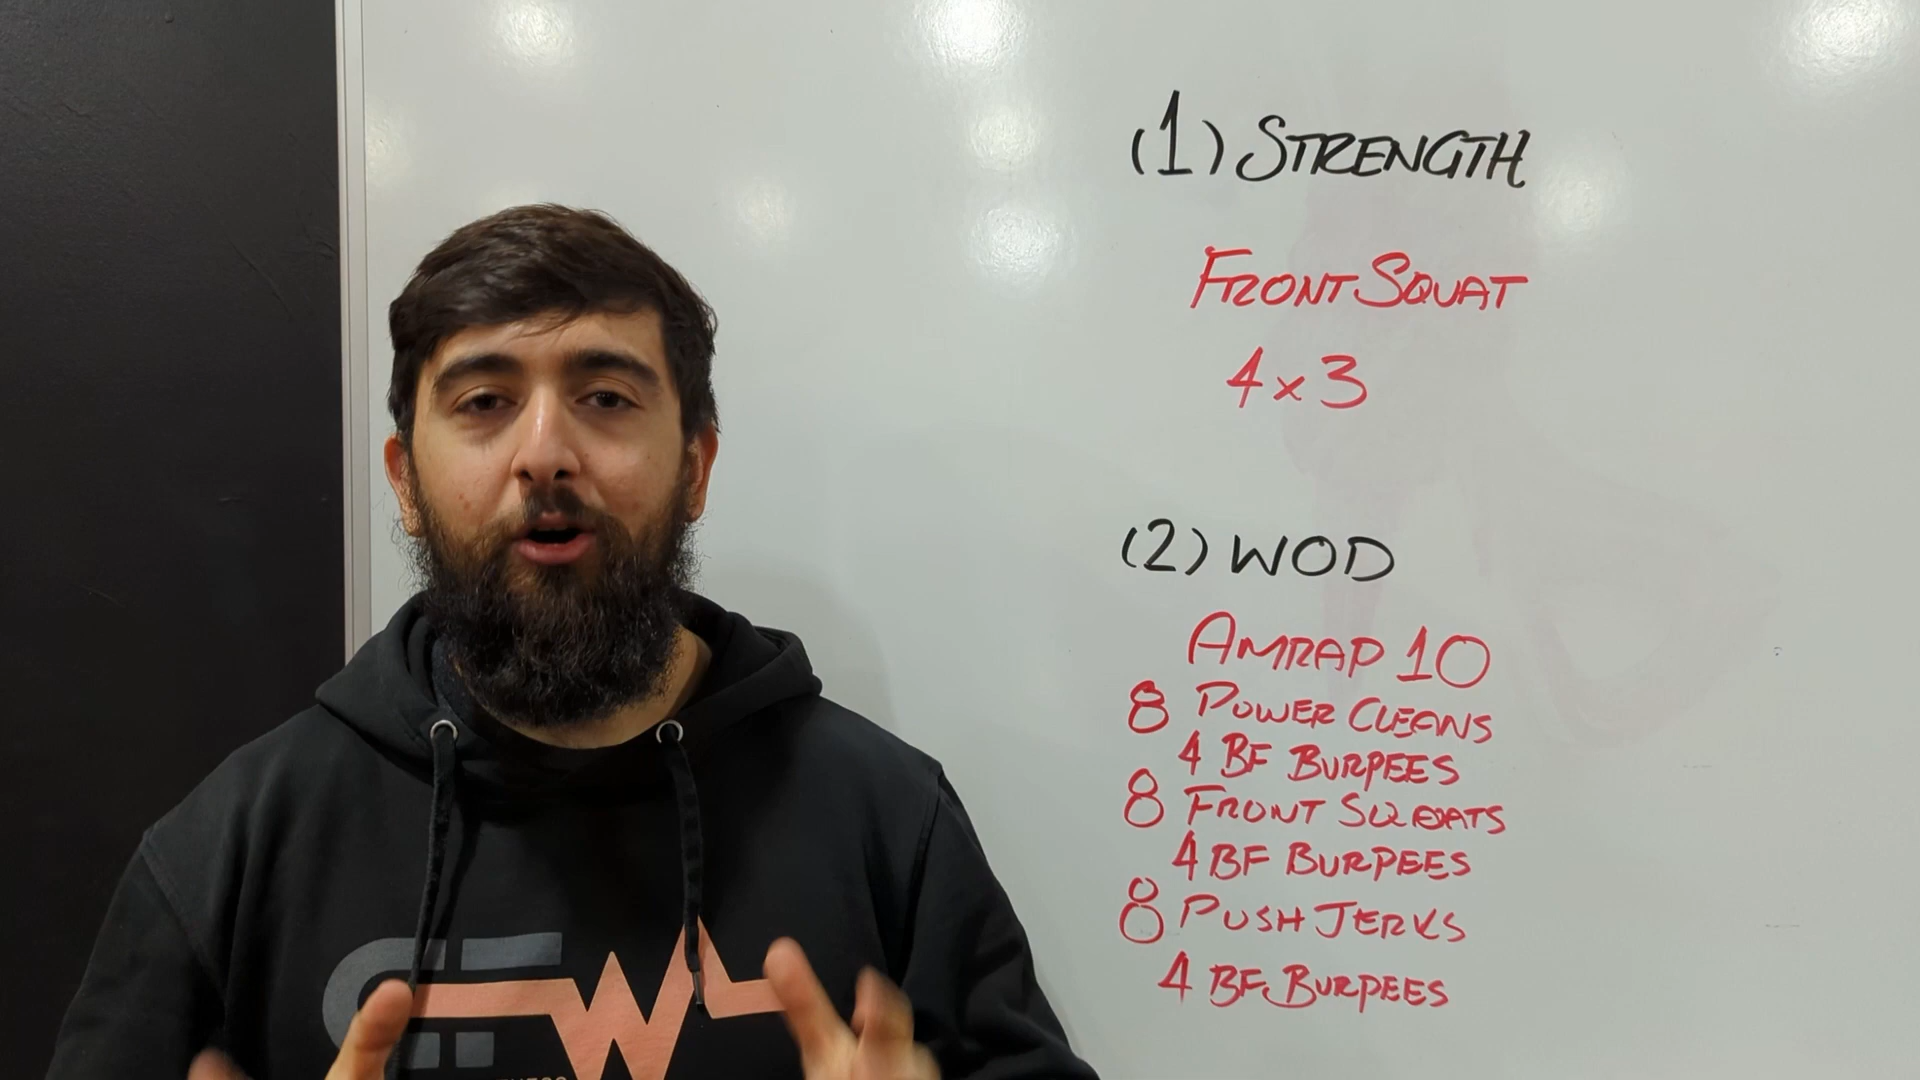 (1) STRENGTH
FRONT SQUAT
4 x 3
(2) WOD
AMRAP 10
8 POWER CLEANS
4 BF BURPEES
8 FRONT SQUATS
4 BF BURPEES
8 PUSH JERKS
4 BF BURPEES